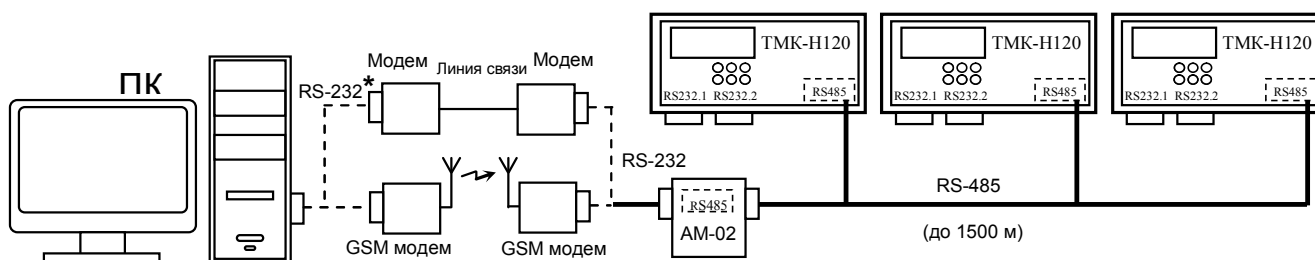 ПК
RS-232*
Модем
Линия связи
Модем
GSM модем
GSM модем
RS-232
RS485
АМ-02
RS-485
(до 1500 м)
ТМК-Н120
RS232.1 RS232.2
RS485
ТМК-Н120
RS232.1 RS232.2
RS485
ТМК-Н120
RS232.1 RS232.2
RS485